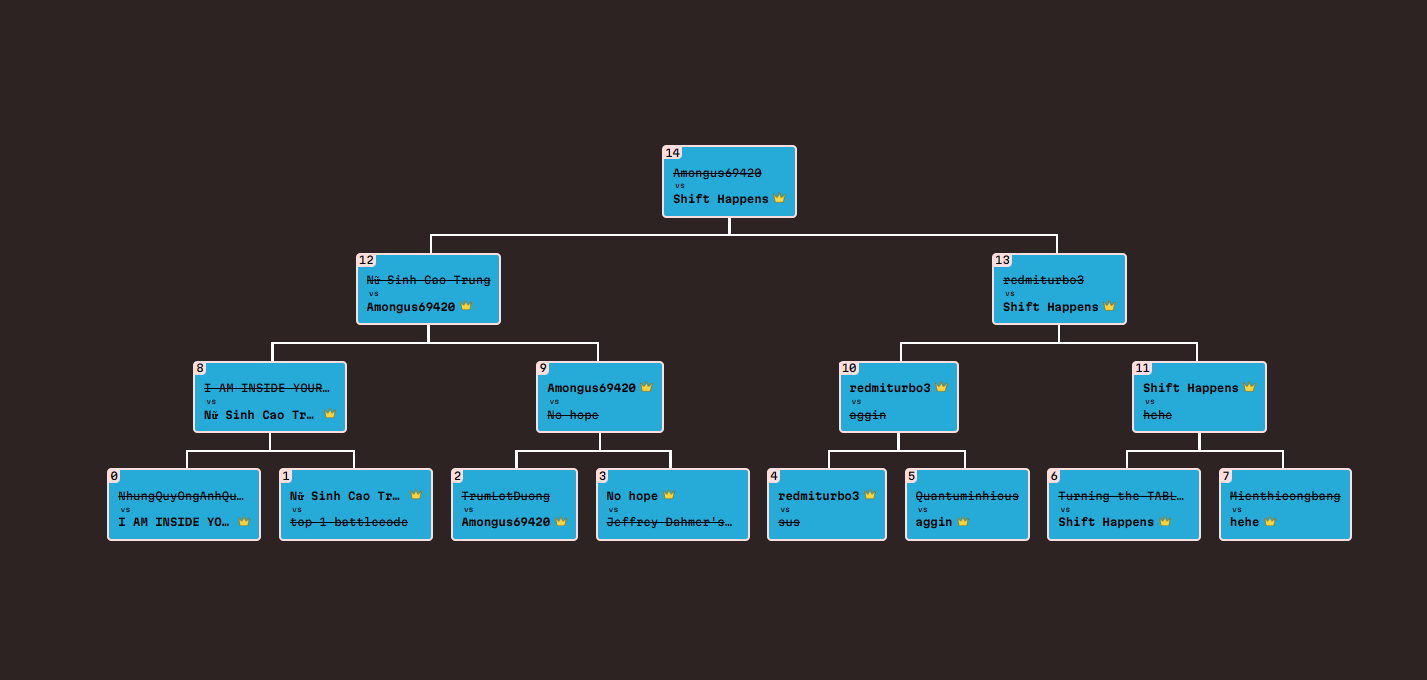 14
Amongus69420
vs
Shift Happens
12
Nữ Sinh Cao Trung
vs
Amongus69420
13
redmiturbo3
vs
Shift Happens
8
I AM INSIDE YOUR…
vs
Nữ Sinh Cao Tr…
9
Amongus69420
vs
No hope
10
redmiturbo3
vs
aggin
11
Shift Happens
vs
hehe
0
NhungQuyOngAnhQu…
vs
I AM INSIDE YO…
1
Nữ Sinh Cao Tr…
vs
top 1 battlecode
2
TrumLotDuong
vs
Amongus69420
3
No hope
vs
Jeffrey Dahmer's…
4
redmiturbo3
vs
sus
5
Quantuminhious
vs
aggin
6
Turning the TABL…
vs
Shift Happens
7
Mienthieongbang
vs
hehe